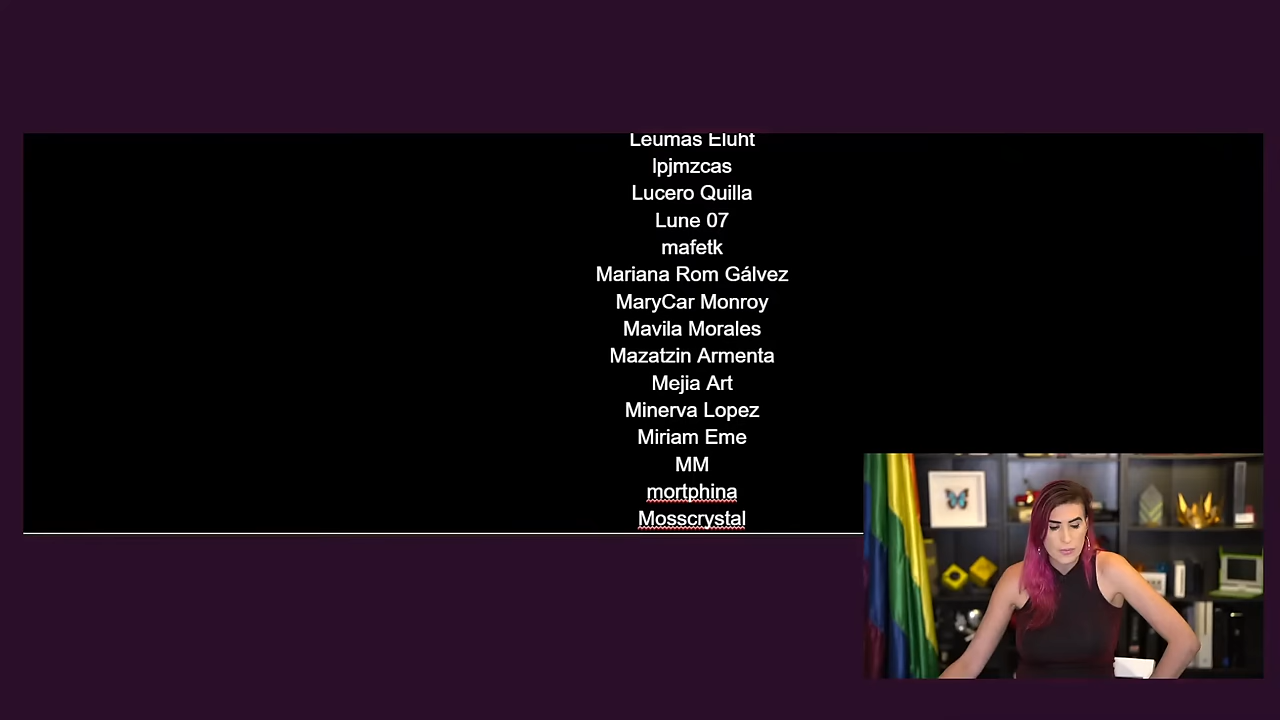 Leumas Eluht
lpjmzcas
Lucero Quilla
Lune 07
mafetk
Mariana Rom Gálvez
MaryCar Monroy
Mavila Morales
Mazatzin Armenta
Mejia Art
Minerva Lopez
Miriam Eme
MM
mortphina
Mosscrystal